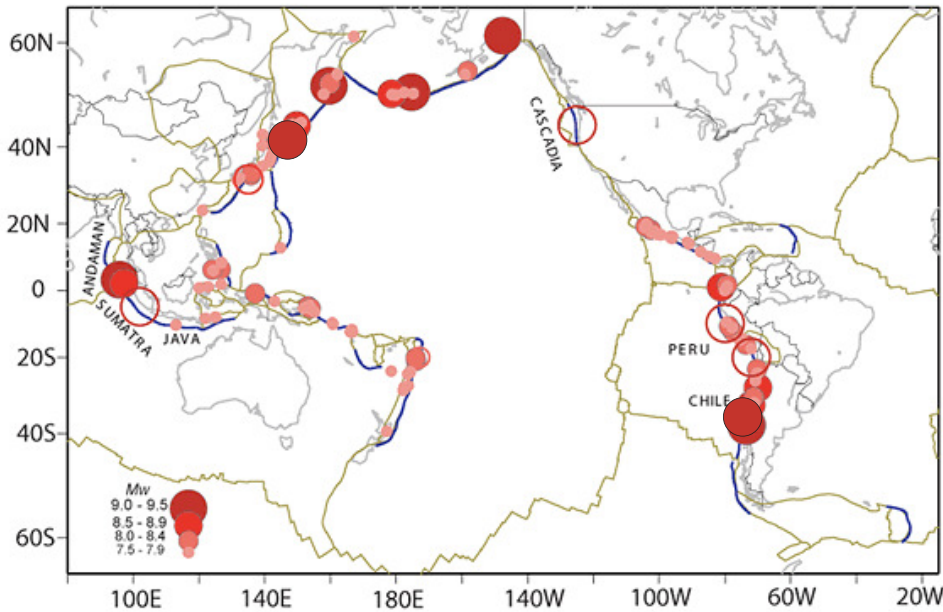 60N
40N
20N
0
20S
40S
60S
100E
140E
180E
140W
100W
60W
20W
CASCADIA
ANDAMAN
SUMATRA
JAVA
PERU
CHILE
Mw
9.0 - 9.5
8.5 - 8.9
8.0 - 8.4
7.5 - 7.9